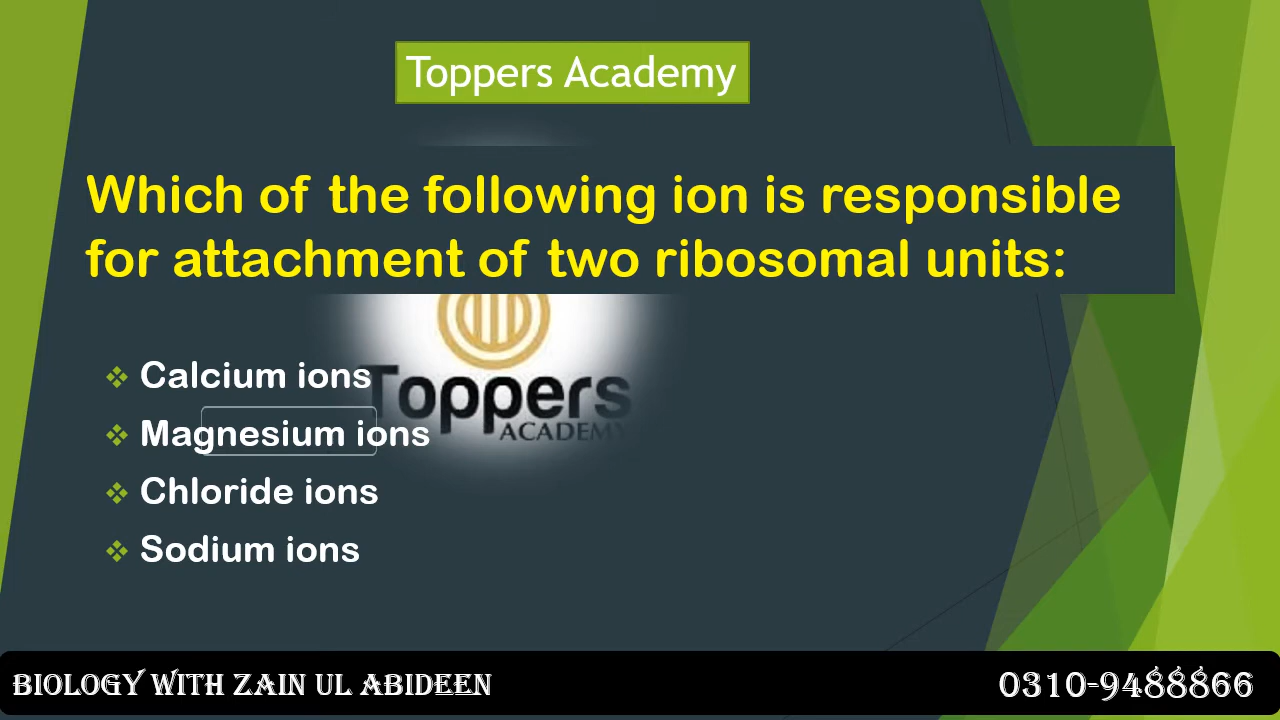 Toppers Academy
Which of the following ion is responsible
for attachment of two ribosomal units:
Calcium ions
Toppers
ACADEMY
Magnesium ions
Chloride ions
Sodium ions
BIOLOGY WITH ZAIN UL ABIDEEN
0310-9488866